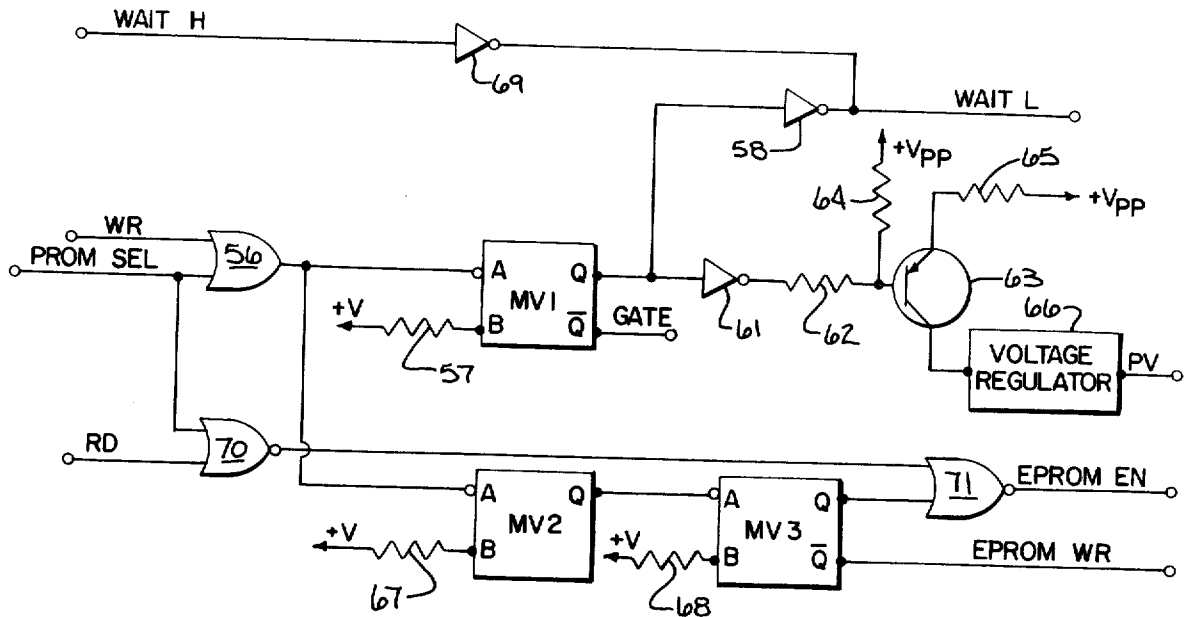 WAIT H
69
WAIT L
58
+VPP
65
64
+VPP
WR
PROM SEL
56
A
Q
MV1
63
+V
B
Q̅
GATE
61
62
66
57
VOLTAGE
REGULATOR
PV
RD
70
71
EPROM EN
A
Q
A
Q
MV2
MV3
+V
B
+V
B
Q̅
EPROM WR
67
68